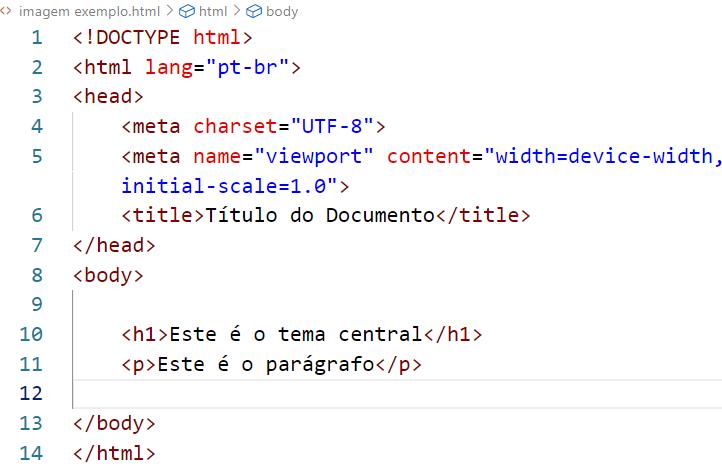 <> imagem exemplo.html > html > body
1 <!DOCTYPE html>
2 <html lang="pt-br">
3 <head>
4     <meta charset="UTF-8">
5     <meta name="viewport" content="width=device-width,
    initial-scale=1.0">
6     <title>Título do Documento</title>
7 </head>
8 <body>
9
10     <h1>Este é o tema central</h1>
11     <p>Este é o parágrafo</p>
12
13 </body>
14 </html>